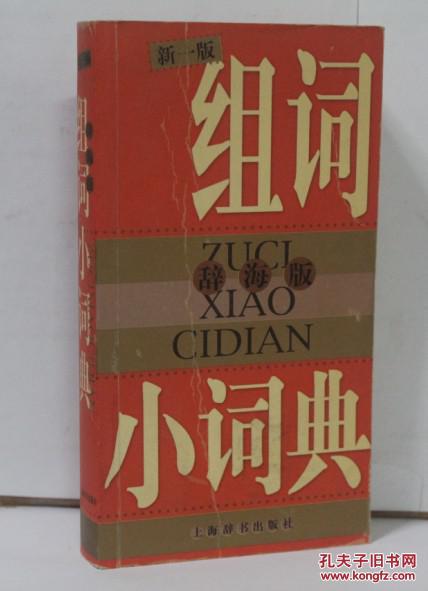 新一版
组词
ZUCI
辞海版
XIAO
CIDIAN
小词典
上海辞书出版社
组词小词典
孔夫子旧书网
www.kongfz.com